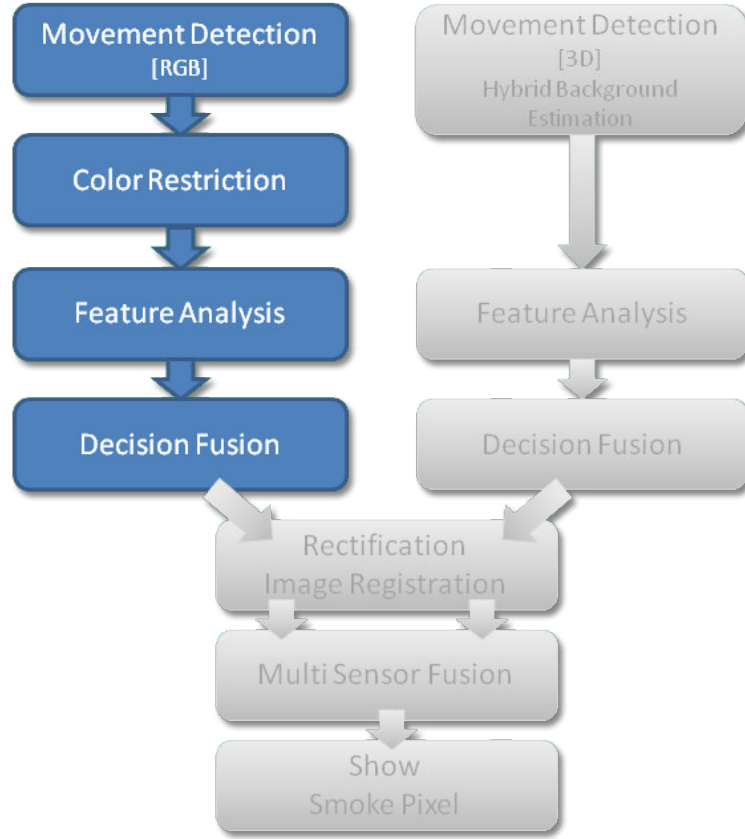 Movement Detection
[RGB]
Color Restriction
Feature Analysis
Decision Fusion
Movement Detection
[3D]
Hybrid Background
Estimation
Feature Analysis
Decision Fusion
Rectification
Image Registration
Multi Sensor Fusion
Show
Smoke Pixel